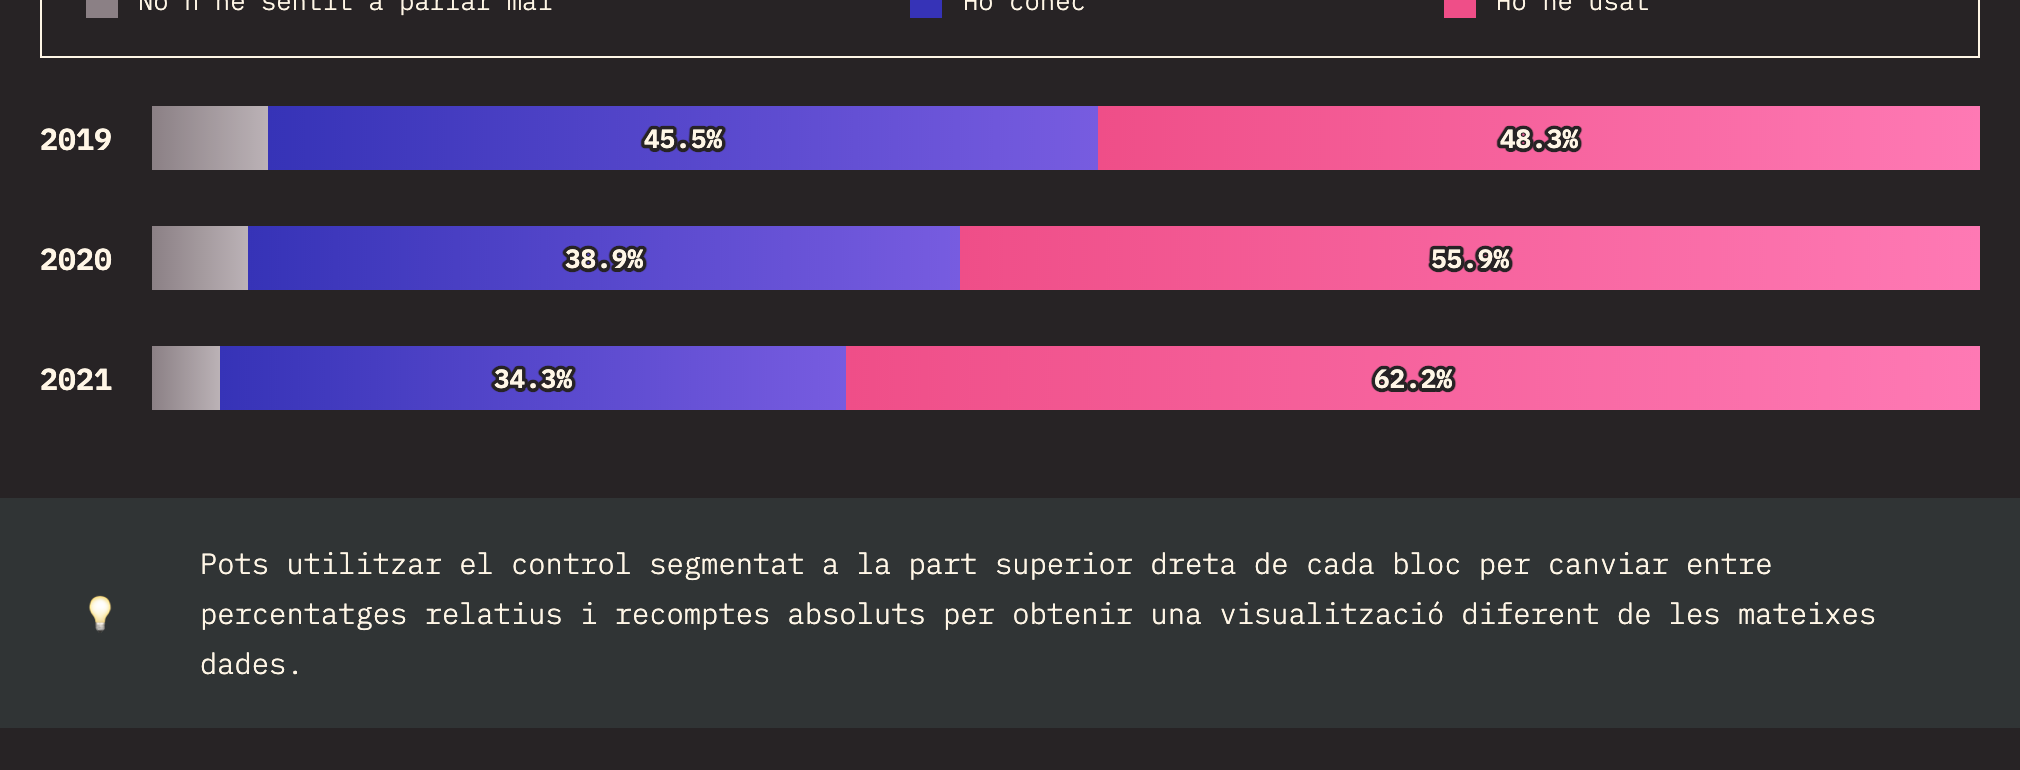 No n'he sentit a parlar mai
Ho conec
Ho he usat
2019 45.5% 48.3%
2020 38.9% 55.9%
2021 34.3% 62.2%
Pots utilitzar el control segmentat a la part superior dreta de cada bloc per canviar entre
percentatges relatius i recomptes absoluts per obtenir una visualització diferent de les mateixes
dades.